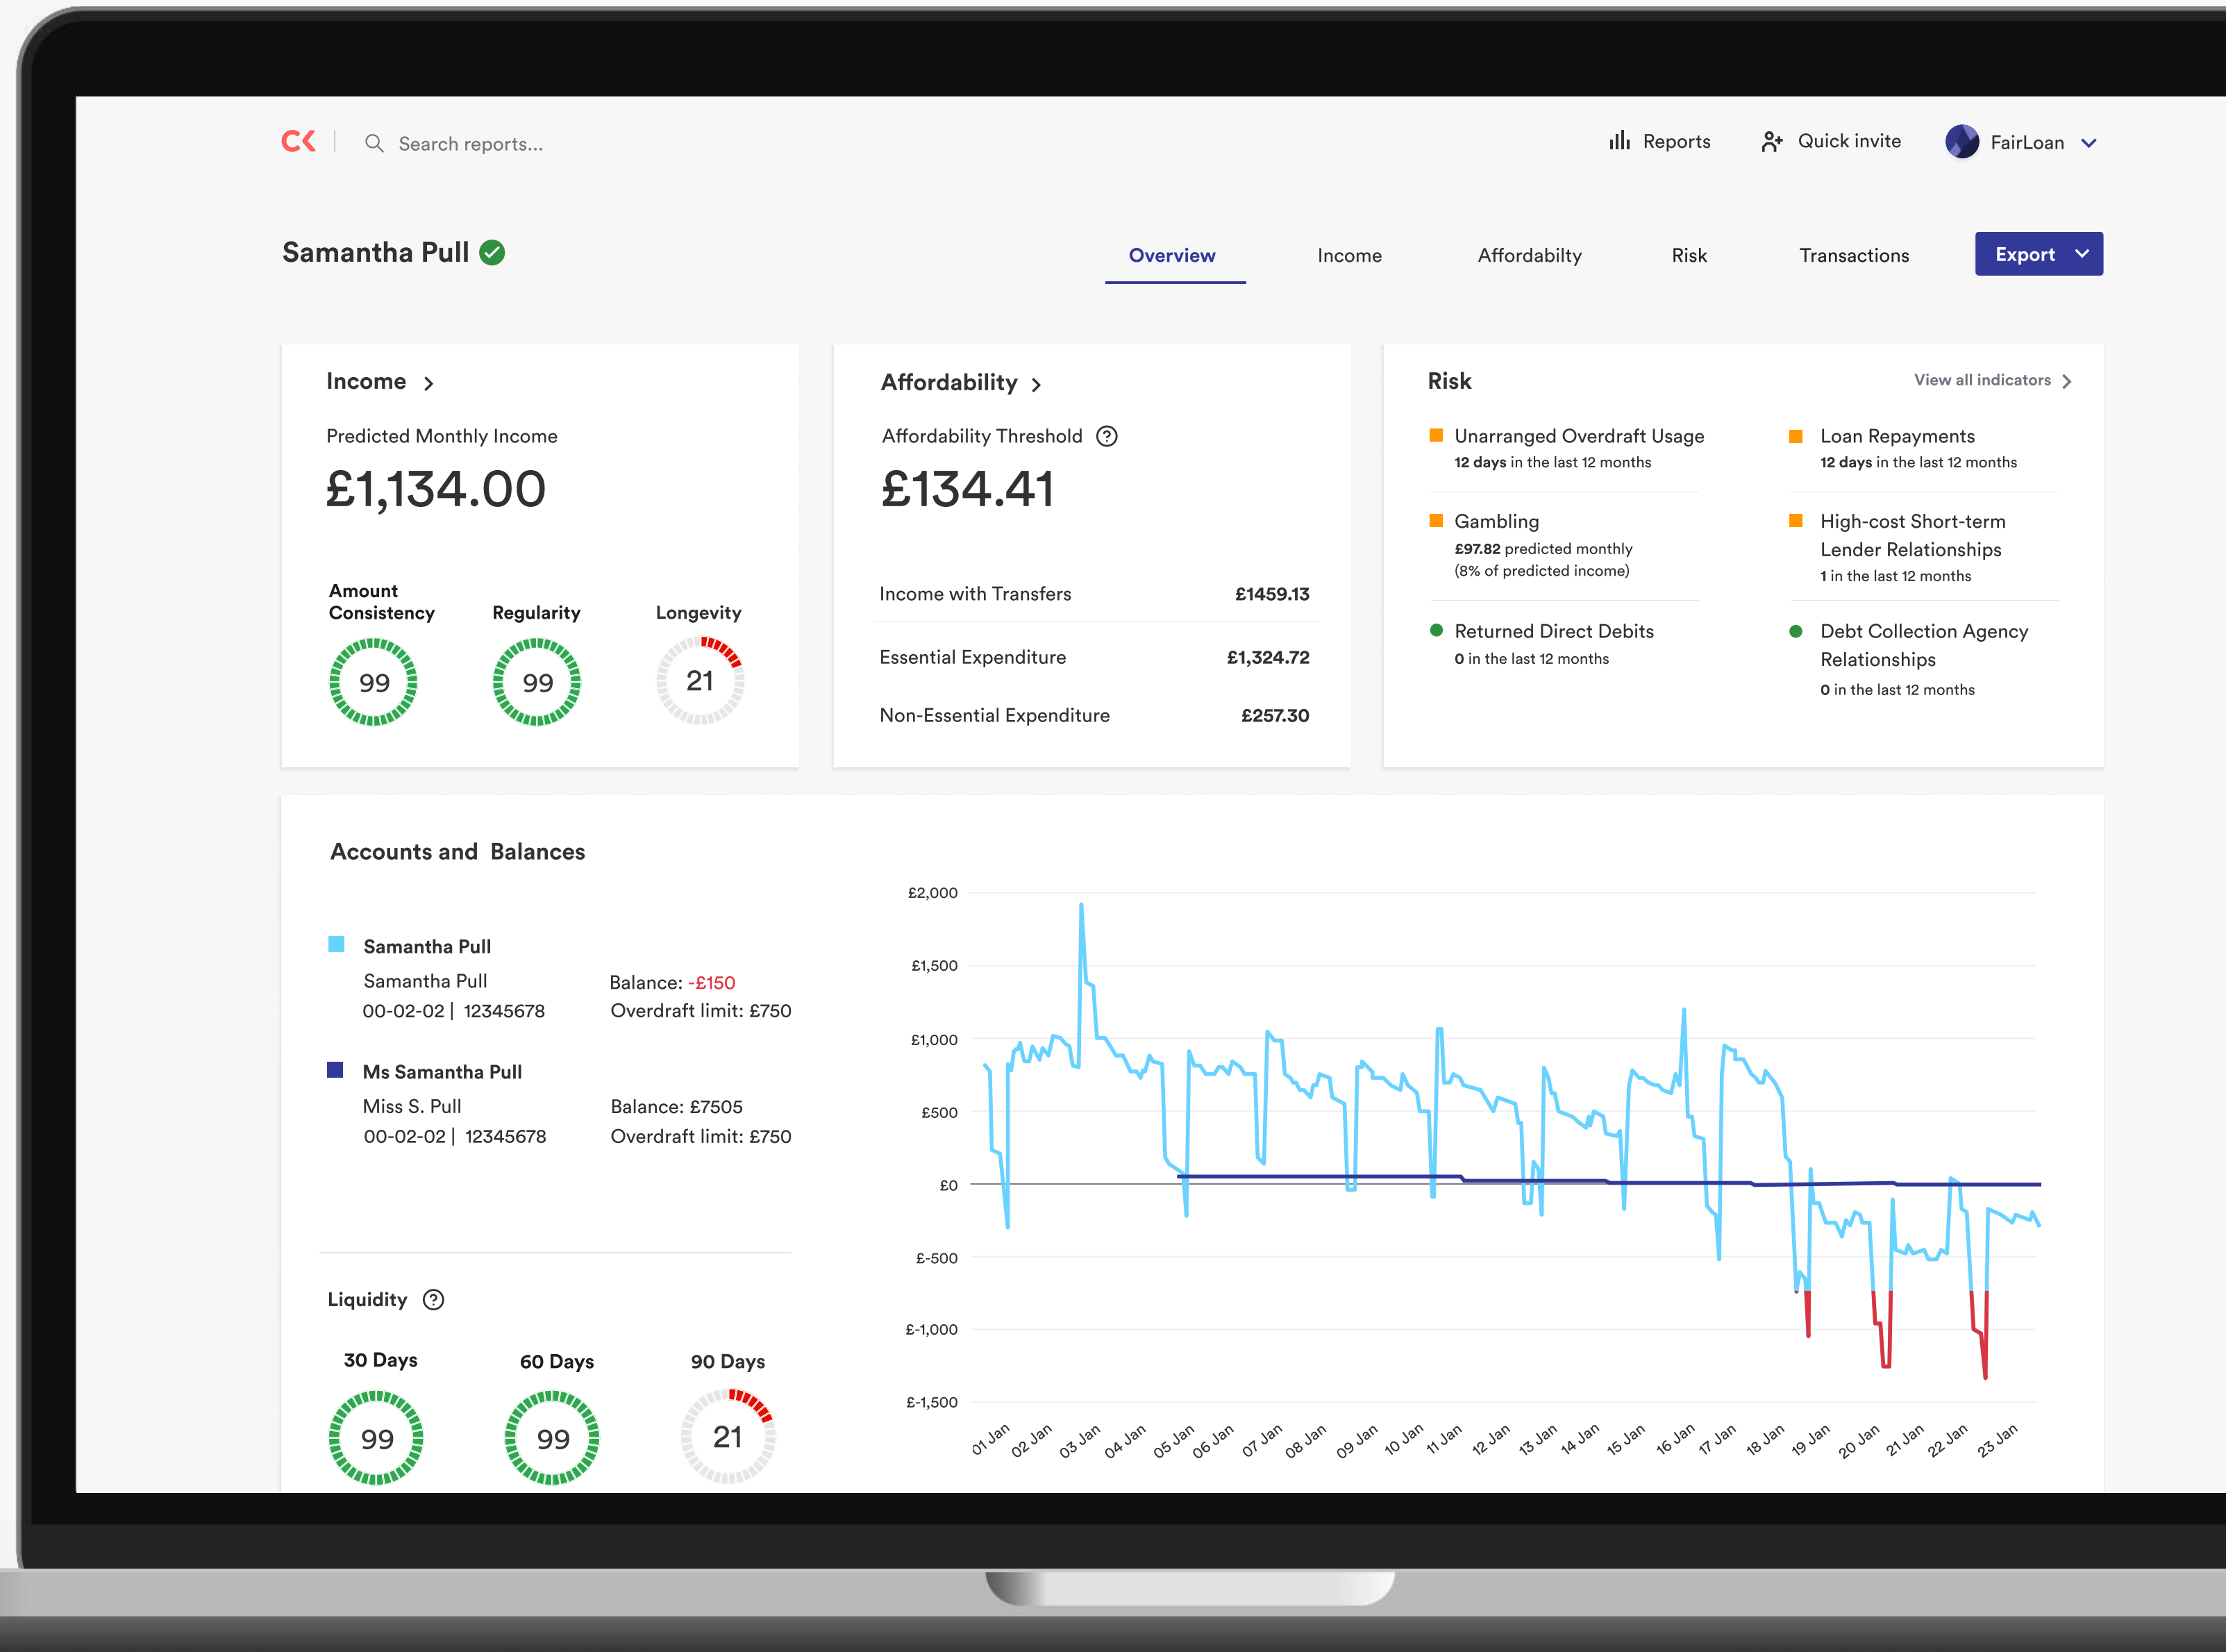 CK
Search reports...
Reports
Quick invite
FairLoan
Samantha Pull
Overview
Income
Affordabilty
Risk
Transactions
Export
Income
Predicted Monthly Income
£1,134.00
Amount
Consistency
Regularity
Longevity
99
99
21
Affordability
Affordability Threshold ?
£134.41
Income with Transfers £1459.13
Essential Expenditure £1,324.72
Non-Essential Expenditure £257.30
Risk
View all indicators
Unarranged Overdraft Usage
12 days in the last 12 months
Loan Repayments
12 days in the last 12 months
Gambling
£97.82 predicted monthly
(8% of predicted income)
High-cost Short-term
Lender Relationships
1 in the last 12 months
Returned Direct Debits
0 in the last 12 months
Debt Collection Agency
Relationships
0 in the last 12 months
Accounts and Balances
Samantha Pull
Samantha Pull
00-02-02 | 12345678
Balance: -£150
Overdraft limit: £750
Ms Samantha Pull
Miss S. Pull
00-02-02 | 12345678
Balance: £7505
Overdraft limit: £750
Liquidity ?
30 Days
60 Days
90 Days
99
99
21
£2,000
£1,500
£1,000
£500
£0
£-500
£-1,000
£-1,500
01 Jan
02 Jan
03 Jan
04 Jan
05 Jan
06 Jan
07 Jan
08 Jan
09 Jan
10 Jan
11 Jan
12 Jan
13 Jan
14 Jan
15 Jan
16 Jan
17 Jan
18 Jan
19 Jan
20 Jan
21 Jan
22 Jan
23 Jan